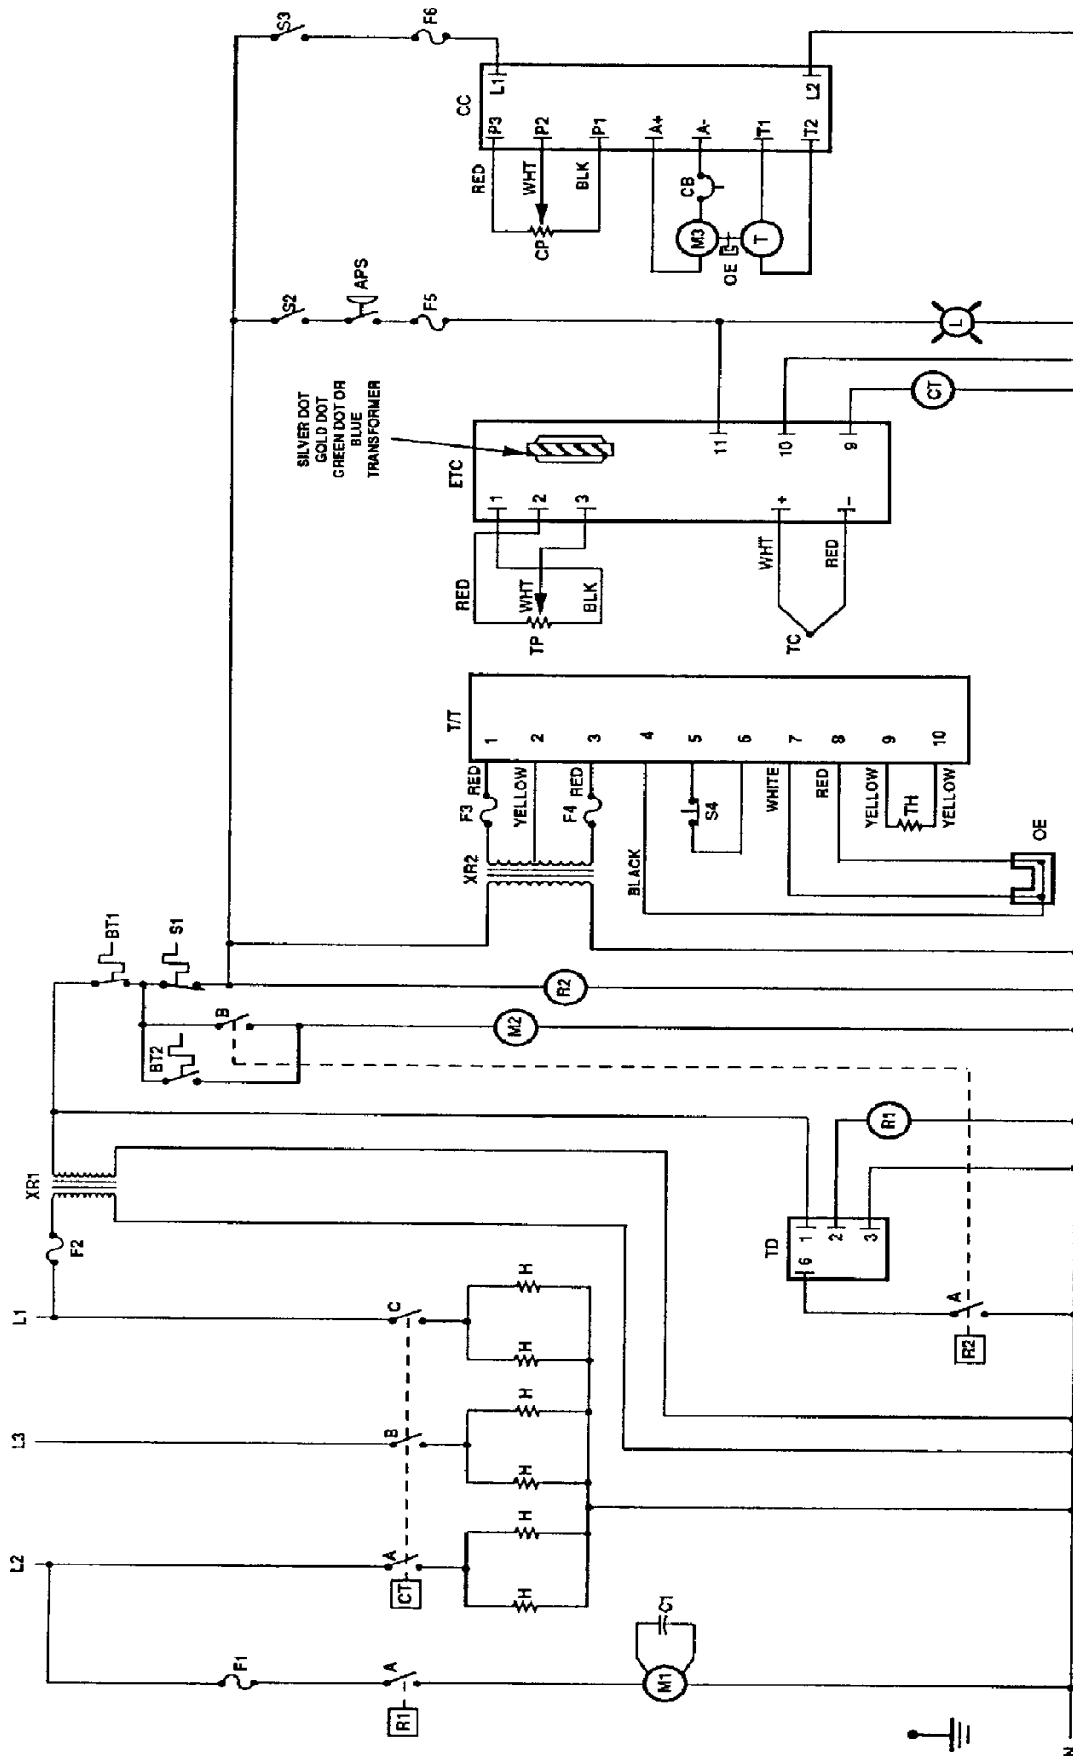 L2
L3
L1
F1
R1
A
M1
C1
N
CT
A
B
C
H
H
H
H
H
H
F2
XR1
TD
6
1
2
3
R2
A
R1
BT2
B
BT1
S1
M2
R2
XR2
F3
RED
YELLOW
F4
RED
BLACK
S4
WHITE
RED
YELLOW
TH
YELLOW
OE
T/T
1
2
3
4
5
6
7
8
9
10
TP
RED
WHT
BLK
TC
WHT
RED
ETC
1
2
3
+
-
11
10
9
SILVER DOT
GOLD DOT
GREEN DOT OR
BLUE
TRANSFORMER
CT
S2
APS
F5
L
CP
RED
WHT
BLK
M3
CB
OE
T
CC
P3
P2
P1
A+
A-
T1
T2
L1
L2
S3
F6